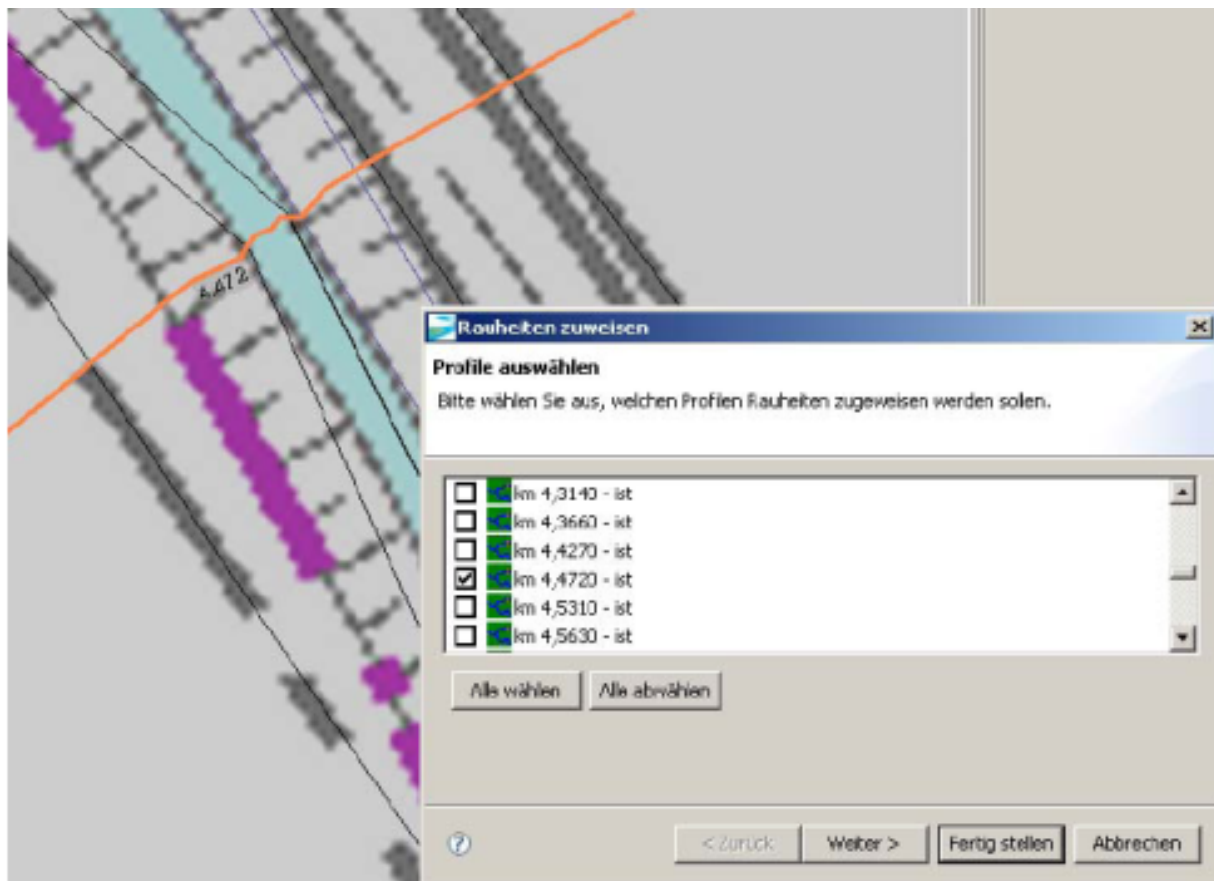 4,472
Rauheiten zuweisen
Profile auswählen
Bitte wählen Sie aus, welchen Profilen Rauheiten zugeweisen werden sollen.
km 4,3140 - ist
km 4,3660 - ist
km 4,4270 - ist
km 4,4720 - ist
km 4,5310 - ist
km 4,5630 - ist
Alle wählen Alle abwählen
? < Zurück Weiter > Fertig stellen Abbrechen